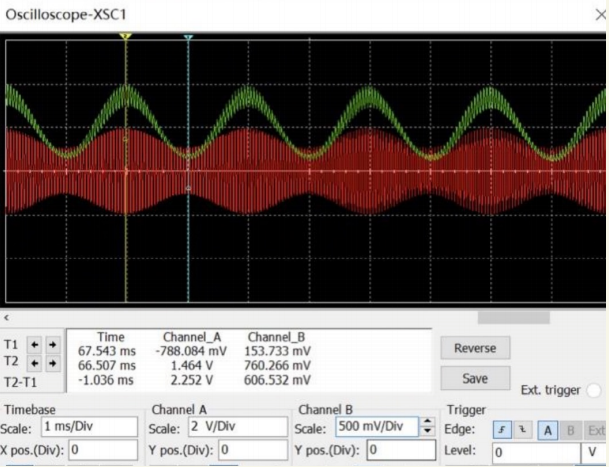 Oscilloscope-XSC1
Time Channel_A Channel_B
T1 67.543 ms -788.084 mV 153.733 mV
T2 66.507 ms 1.464 V 760.266 mV
T2-T1 -1.036 ms 2.252 V 606.532 mV
Reverse
Save
Ext. trigger
Timebase
Scale: 1 ms/Div
X pos.(Div): 0
Channel A
Scale: 2 V/Div
Y pos.(Div): 0
Channel B
Scale: 500 mV/Div
Y pos.(Div): 0
Trigger
Edge: A B Ext
Level: 0 V